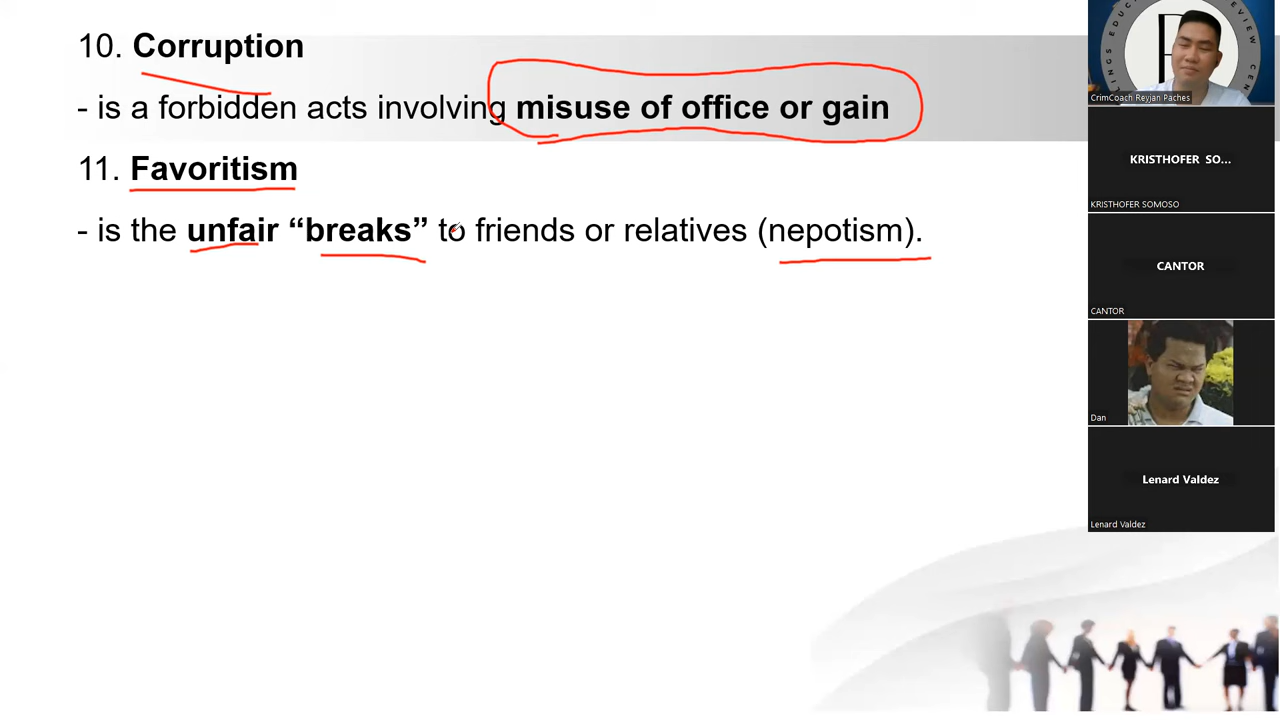 10. Corruption
- is a forbidden acts involving misuse of office or gain
11. Favoritism
- is the unfair “breaks” to friends or relatives (nepotism).
CrimCoach Reyjan Paches
KRISTHOFER SO...
KRISTHOFER SOMOSO
CANTOR
CANTOR
Dan
Lenard Valdez
Lenard Valdez